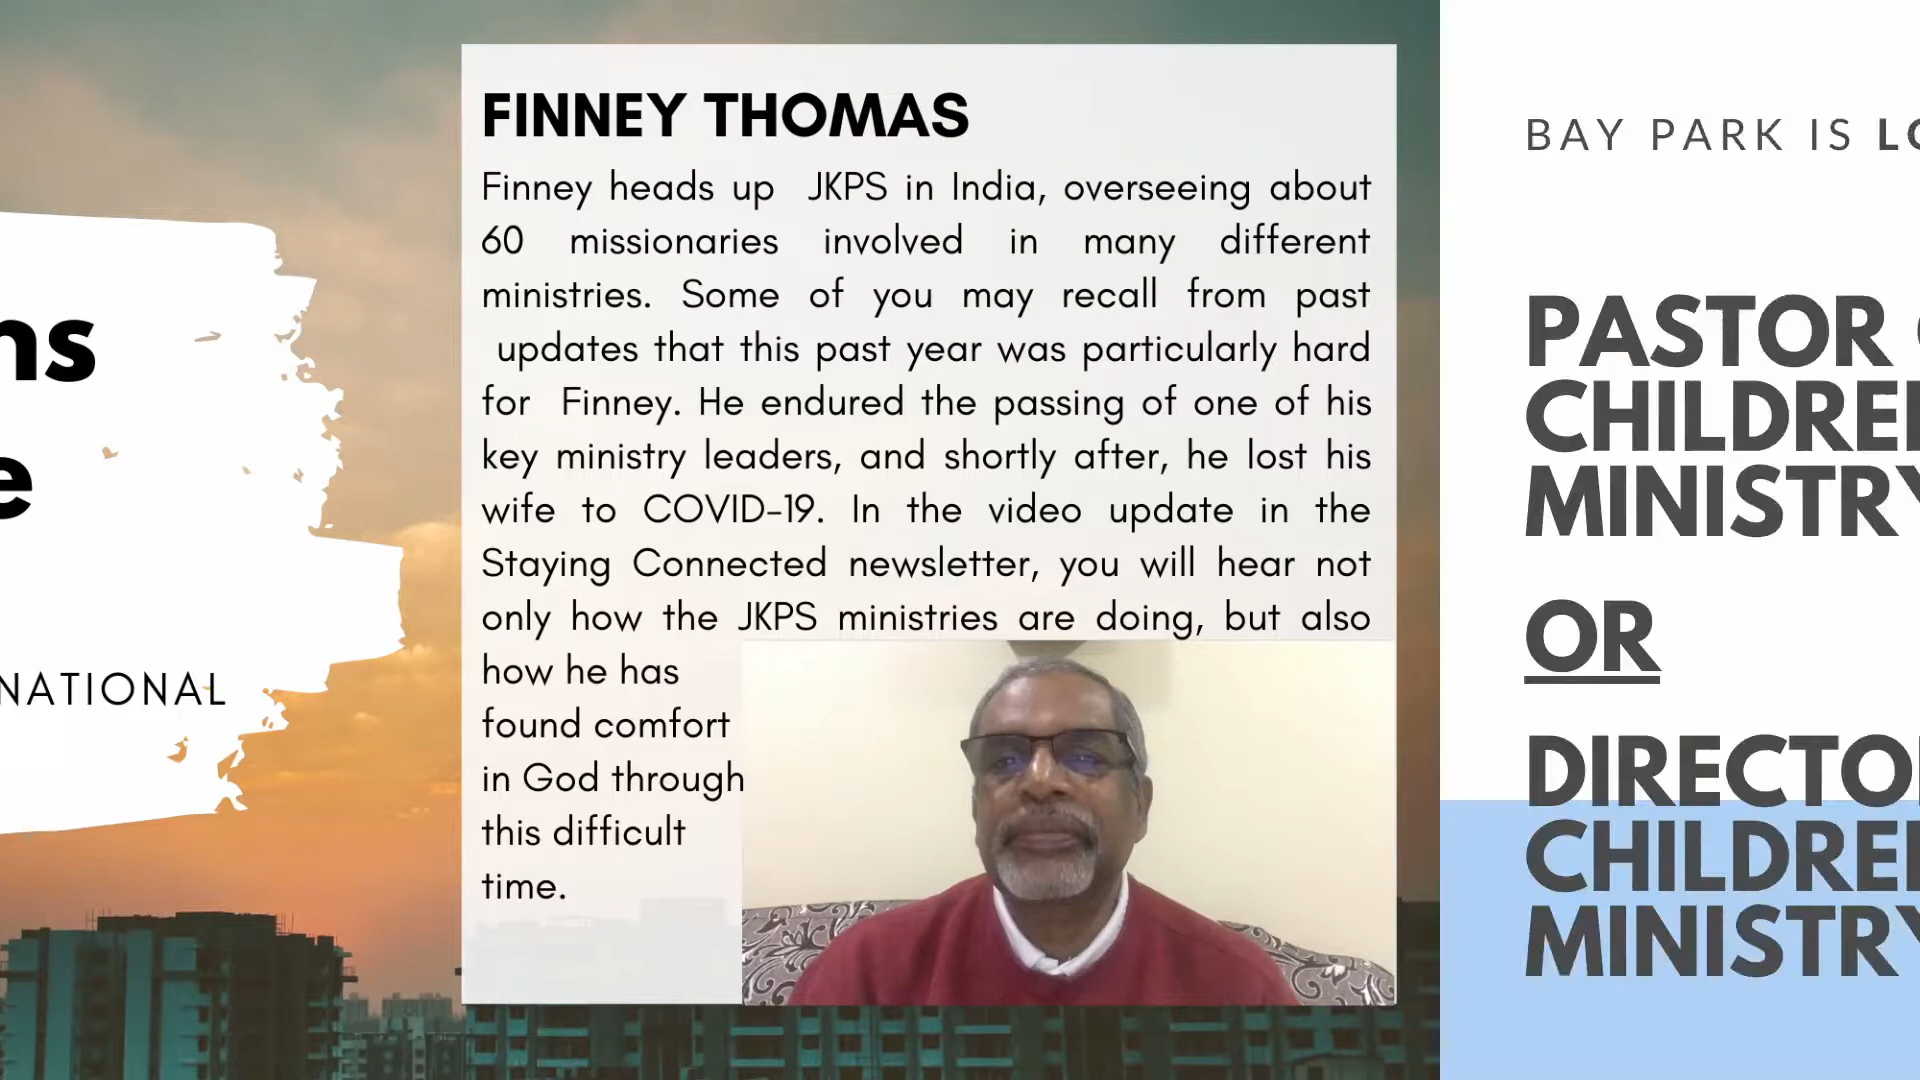 ns
e
NATIONAL
FINNEY THOMAS
Finney heads up JKPS in India, overseeing about
60 missionaries involved in many different
ministries. Some of you may recall from past
updates that this past year was particularly hard
for Finney. He endured the passing of one of his
key ministry leaders, and shortly after, he lost his
wife to COVID-19. In the video update in the
Staying Connected newsletter, you will hear not
only how the JKPS ministries are doing, but also
how he has
found comfort
in God through
this difficult
time.
BAY PARK IS LO
PASTOR
CHILDREN
MINISTRY
OR
DIRECTO
CHILDREN
MINISTRY